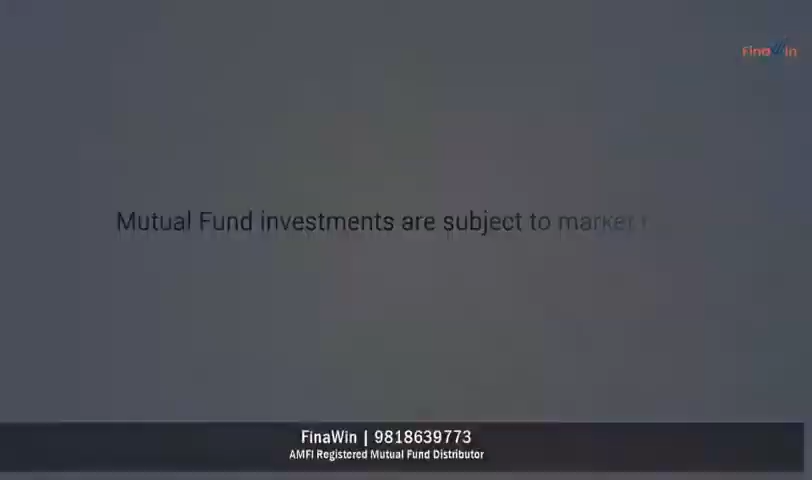 FinaWin
Mutual Fund investments are subject to market
FinaWin | 9818639773
AMFI Registered Mutual Fund Distributor